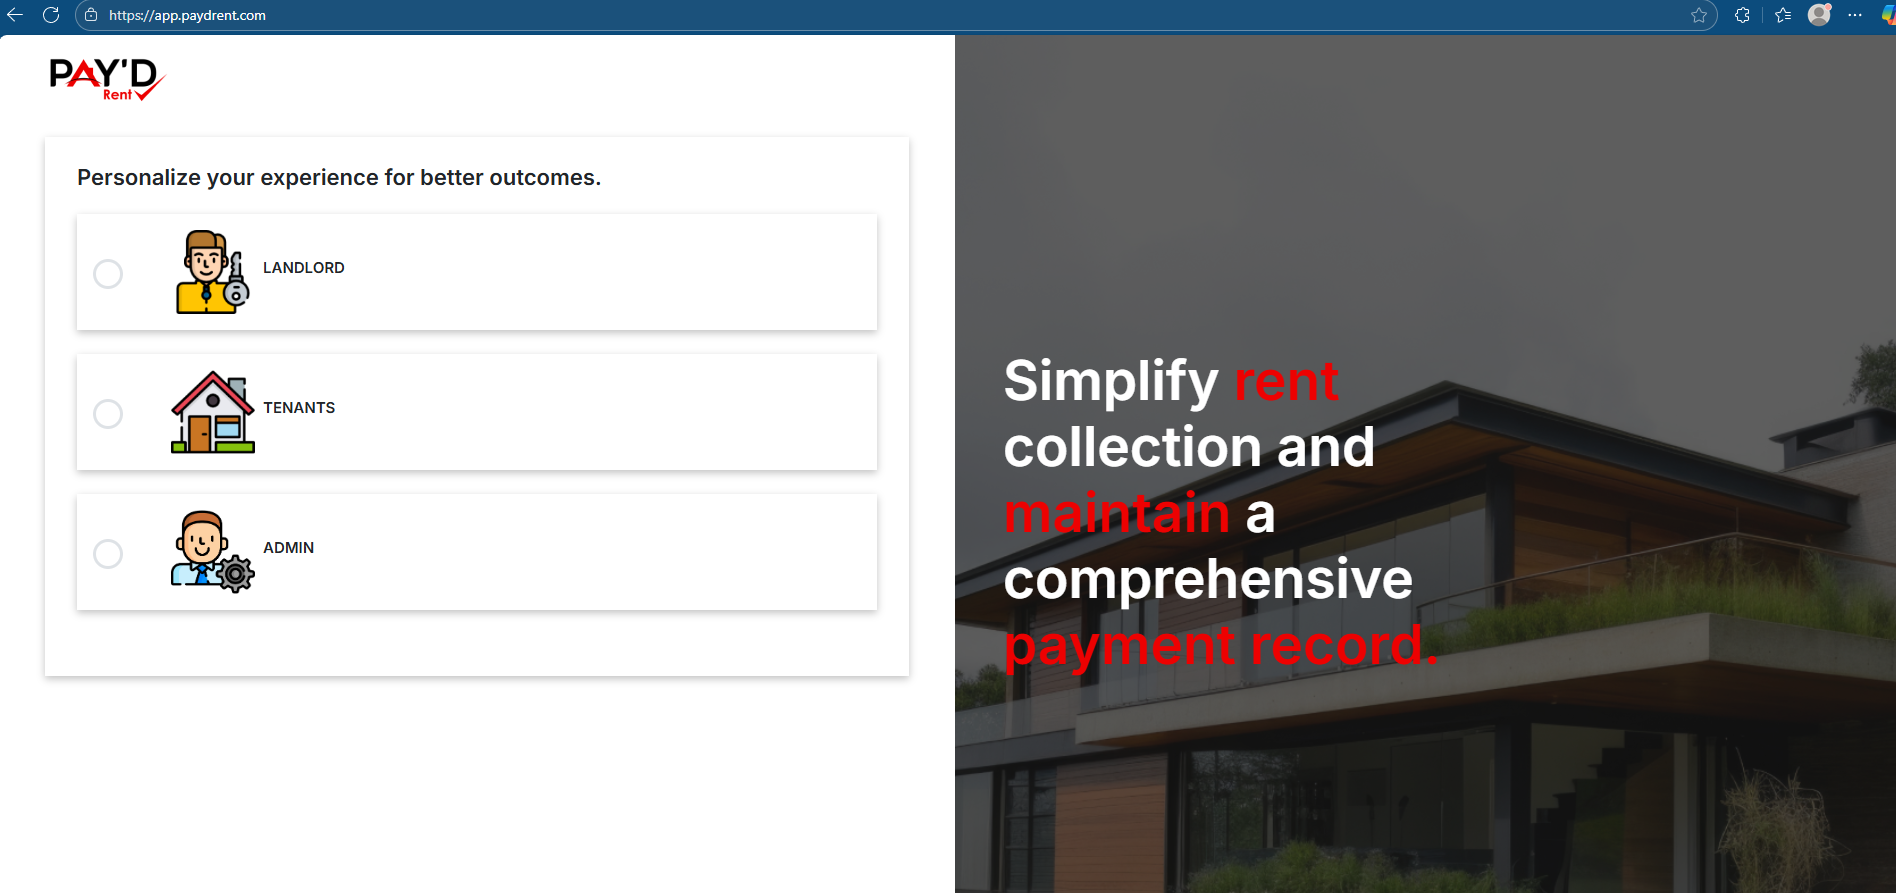 https://app.paydrent.com
PAY'D
Rent
Personalize your experience for better outcomes.
LANDLORD
TENANTS
ADMIN
Simplify rent
collection and
maintain a
comprehensive
payment record.